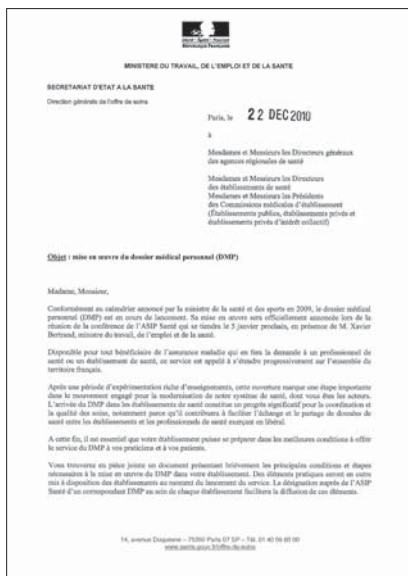 Liberté • Égalité • Fraternité
RÉPUBLIQUE FRANÇAISE
MINISTERE DU TRAVAIL, DE L'EMPLOI ET DE LA SANTE
SECRETARIAT D'ETAT A LA SANTE
Direction générale de l'offre de soins
Paris, le 22 DEC 2010
à
Mesdames et Messieurs les Directeurs généraux
des agences régionales de santé
Mesdames et Messieurs les Directeurs
des établissements de santé
Mesdames et Messieurs les Présidents
des Commissions médicales d'établissement
(Établissements publics, établissements privés et
établissements privés d'intérêt collectif)
Objet : mise en œuvre du dossier médical personnel (DMP)
Madame, Monsieur,
Conformément au calendrier annoncé par la ministre de la santé et des sports en 2009, le dossier médical
personnel (DMP) est en cours de lancement. Sa mise en œuvre sera officiellement annoncée lors de la
réunion de la conférence de l'ASIP Santé qui se tiendra le 5 janvier prochain, en présence de M. Xavier
Bertrand, ministre du travail, de l'emploi et de la santé.
Disponible pour tout bénéficiaire de l'assurance maladie qui en fera la demande à un professionnel de
santé ou un établissement de santé, ce service est appelé à s'étendre progressivement sur l'ensemble du
territoire français.
Après une période d'expérimentation riche d'enseignements, cette ouverture marque une étape importante
dans le mouvement engagé pour la modernisation de notre système de santé, dont vous êtes les acteurs.
L'arrivée du DMP dans les établissements de santé constitue un progrès significatif pour la coordination et
la qualité des soins, notamment parce qu'il contribuera à faciliter l'échange et le partage de données de
santé entre les établissements et les professionnels de santé exerçant en libéral.
A cette fin, il est essentiel que votre établissement puisse se préparer dans les meilleures conditions à offrir
le service du DMP à vos praticiens et à vos patients.
Vous trouverez en pièce jointe un document présentant brièvement les principales conditions et étapes
nécessaires à la mise en œuvre du DMP dans votre établissement. Des éléments pratiques seront en outre
mis à disposition des établissements au moment du lancement du service. La désignation auprès de l'ASIP
Santé d'un correspondant DMP au sein de chaque établissement facilitera la diffusion de ces éléments.
14, avenue Duquesne – 75350 Paris 07 SP – Tél. 01 40 56 60 00
www.sante.gouv.fr/offre-de-soins